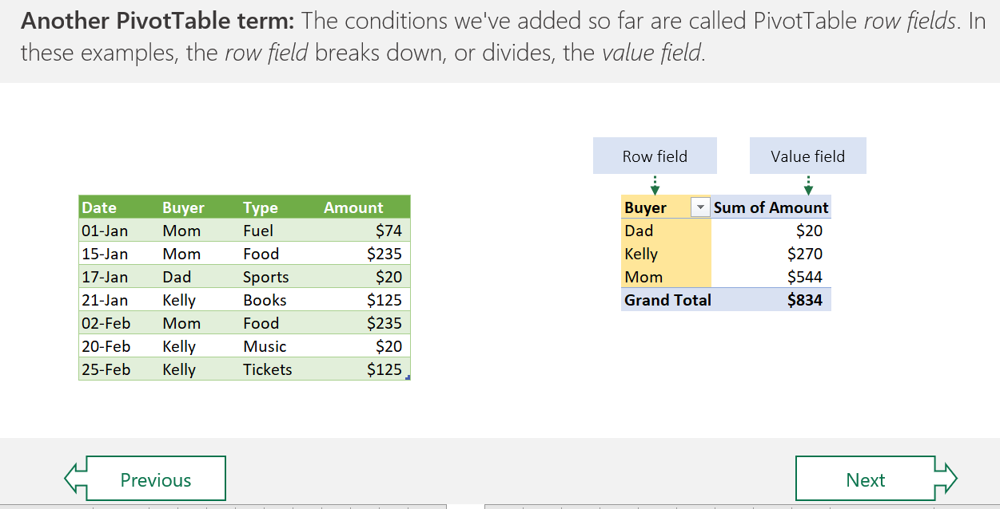 Another PivotTable term: The conditions we've added so far are called PivotTable row fields. In
these examples, the row field breaks down, or divides, the value field.
Row field Value field
Date Buyer Type Amount
01-Jan Mom Fuel $74
15-Jan Mom Food $235
17-Jan Dad Sports $20
21-Jan Kelly Books $125
02-Feb Mom Food $235
20-Feb Kelly Music $20
25-Feb Kelly Tickets $125
Buyer Sum of Amount
Dad $20
Kelly $270
Mom $544
Grand Total $834
Previous Next